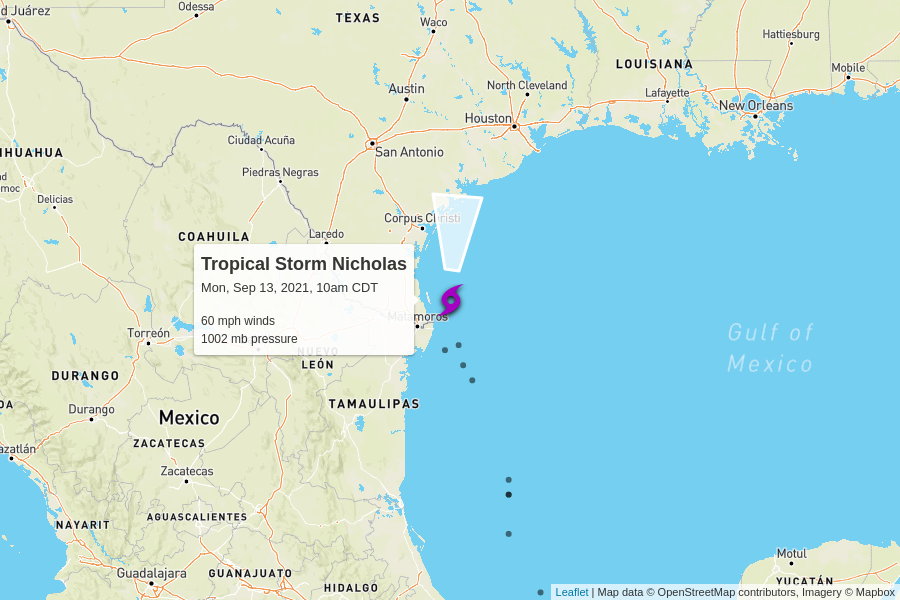 d Juárez
Odessa
TEXAS
Waco
Hattiesburg
LOUISIANA
Mobile
Austin
North Cleveland
Lafayette
New Orleans
Houston
Ciudad Acuña
San Antonio
IHUAHUA
Piedras Negras
ad
moc
Delicias
Corpus Christi
COAHUILA
Laredo
Tropical Storm Nicholas
Mon, Sep 13, 2021, 10am CDT
60 mph winds
1002 mb pressure
Matamoros
Torreón
NUEVO
LEÓN
Gulf of
Mexico
DURANGO
OA
Durango
Mexico
TAMAULIPAS
ZACATECAS
azatlán
Zacatecas
NAYARIT
AGUASCALIENTES
Guadalajara
GUANAJUATO
HIDALGO
Motul
YUCATÁN
Leaflet | Map data © OpenStreetMap contributors, Imagery © Mapbox